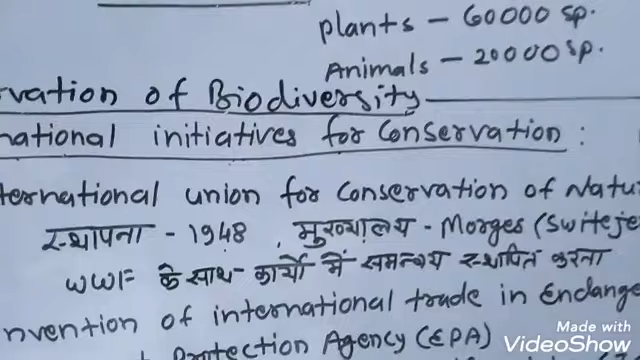 plants - 60000 sp.
Animals - 20000 sp.
rvation of Biodiversity
national initiatives for Conservation :
ternational union for Conservation of Natu
स्थापना - 1948, मुख्यालय - Morges (Switeje
WWF के साथ कार्यो में समन्वय स्थापित करना
nvention of international trade in Endange
Protection Agency (EPA)
Made with
VideoShow